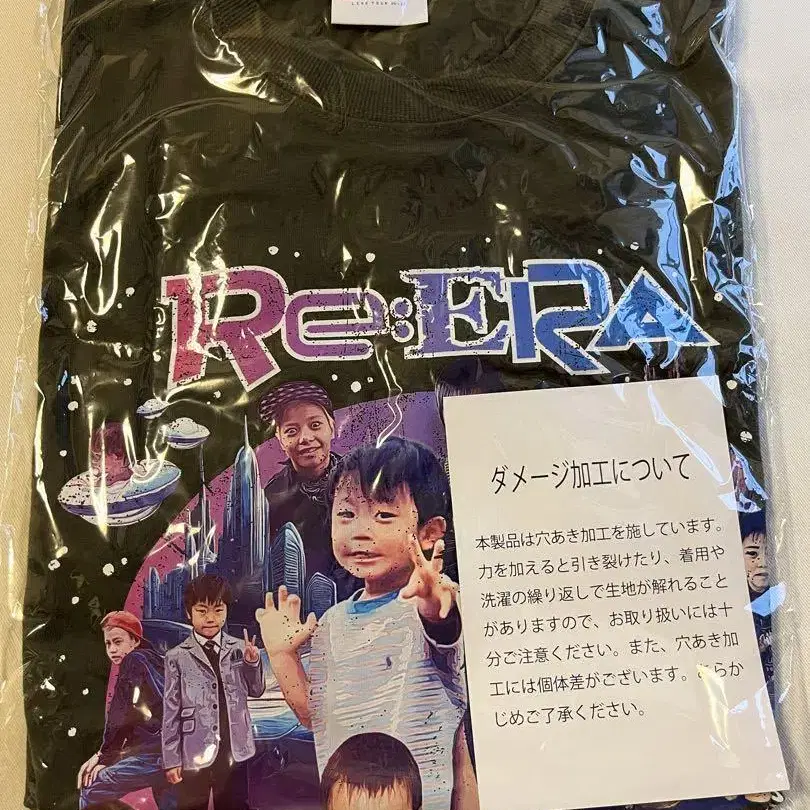 LIVE TOUR
Re:ERA
ダメージ加工について
本製品は穴あき加工を施しています。
力を加えると引き裂けたり、着用や
洗濯の繰り返しで生地が解れること
がありますので、お取り扱いには十
分ご注意ください。また、穴あき加
工には個体差がございます。あらか
じめご了承ください。